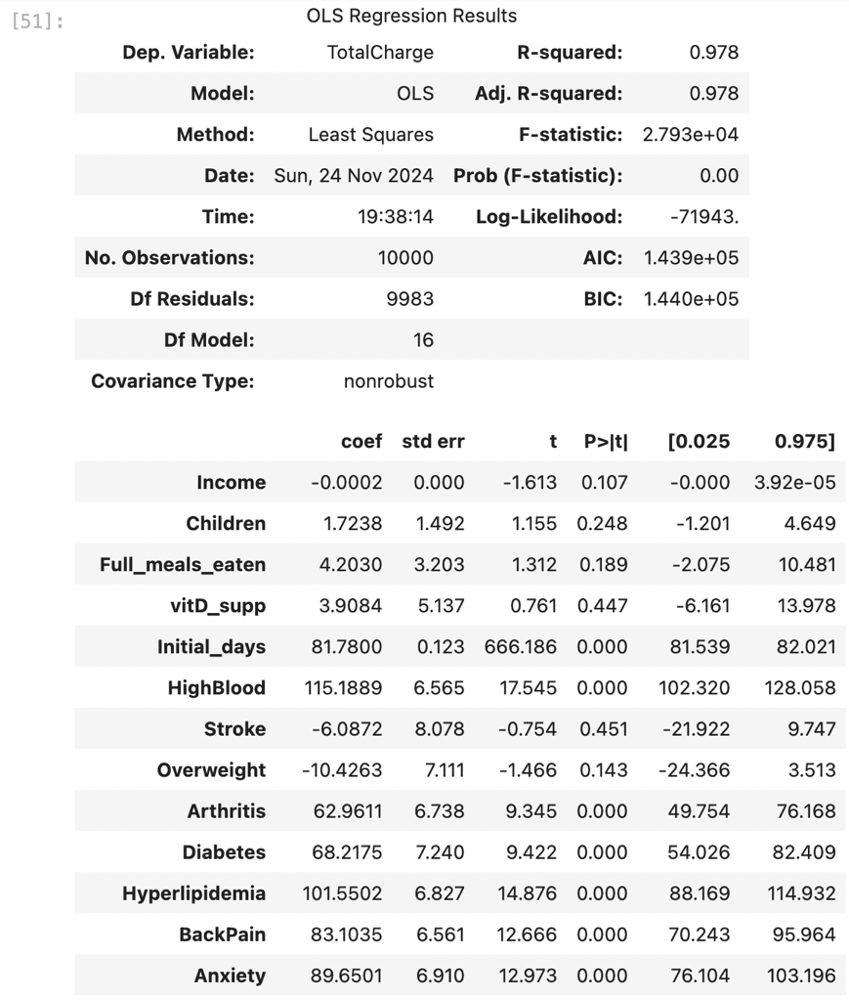 [51]:
OLS Regression Results
Dep. Variable: TotalCharge R-squared: 0.978
Model: OLS Adj. R-squared: 0.978
Method: Least Squares F-statistic: 2.793e+04
Date: Sun, 24 Nov 2024 Prob (F-statistic): 0.00
Time: 19:38:14 Log-Likelihood: -71943.
No. Observations: 10000 AIC: 1.439e+05
Df Residuals: 9983 BIC: 1.440e+05
Df Model: 16
Covariance Type: nonrobust
coef std err t P>|t| [0.025 0.975]
Income -0.0002 0.000 -1.613 0.107 -0.000 3.92e-05
Children 1.7238 1.492 1.155 0.248 -1.201 4.649
Full_meals_eaten 4.2030 3.203 1.312 0.189 -2.075 10.481
vitD_supp 3.9084 5.137 0.761 0.447 -6.161 13.978
Initial_days 81.7800 0.123 666.186 0.000 81.539 82.021
HighBlood 115.1889 6.565 17.545 0.000 102.320 128.058
Stroke -6.0872 8.078 -0.754 0.451 -21.922 9.747
Overweight -10.4263 7.111 -1.466 0.143 -24.366 3.513
Arthritis 62.9611 6.738 9.345 0.000 49.754 76.168
Diabetes 68.2175 7.240 9.422 0.000 54.026 82.409
Hyperlipidemia 101.5502 6.827 14.876 0.000 88.169 114.932
BackPain 83.1035 6.561 12.666 0.000 70.243 95.964
Anxiety 89.6501 6.910 12.973 0.000 76.104 103.196